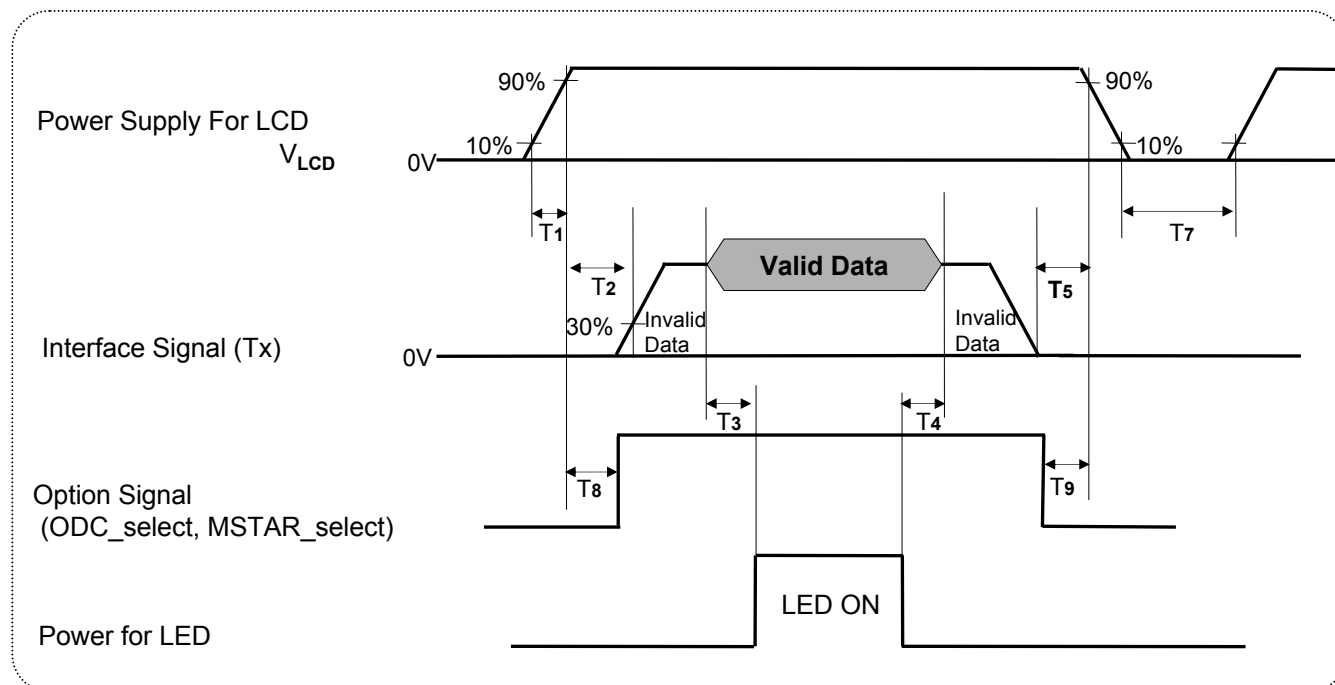 90%
90%
Power Supply For LCD
10%
10%
VLCD
0V
T1
T7
Valid Data
T2
T5
30%
Invalid
Data
Invalid
Data
Interface Signal (Tx)
0V
T3
T4
T8
T9
Option Signal
(ODC_select, MSTAR_select)
LED ON
Power for LED